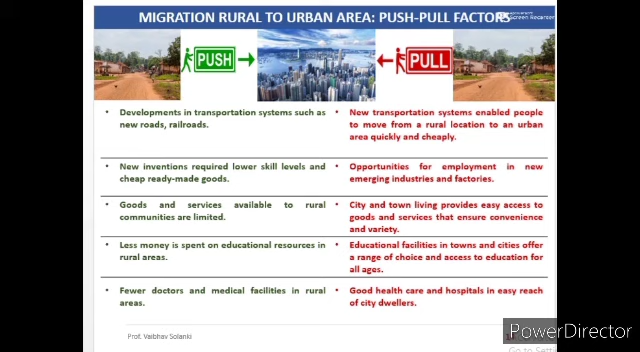 MIGRATION RURAL TO URBAN AREA: PUSH-PULL FACTORS
Screen Recorder
PUSH
PULL
• Developments in transportation systems such as
new roads, railroads.
• New transportation systems enabled people
to move from a rural location to an urban
area quickly and cheaply.
• New inventions required lower skill levels and
cheap ready-made goods.
• Opportunities for employment in new
emerging industries and factories.
• Goods and services available to rural
communities are limited.
• City and town living provides easy access to
goods and services that ensure convenience
and variety.
• Less money is spent on educational resources in
rural areas.
• Educational facilities in towns and cities offer
a range of choice and access to education for
all ages.
• Fewer doctors and medical facilities in rural
areas.
• Good health care and hospitals in easy reach
of city dwellers.
Prof. Vaibhav Solanki
PowerDirector